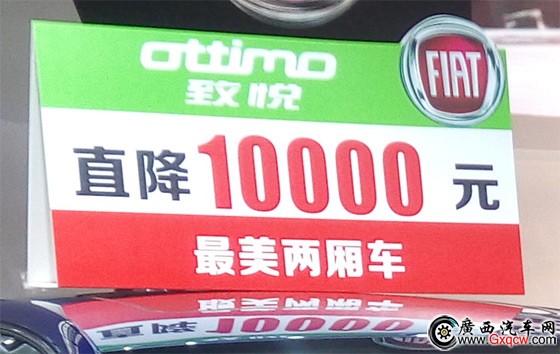 ottimo
致悦
FIAT
直降10000元
最美两厢车
直降10000
廣西汽车网
www.Gxqcw.com